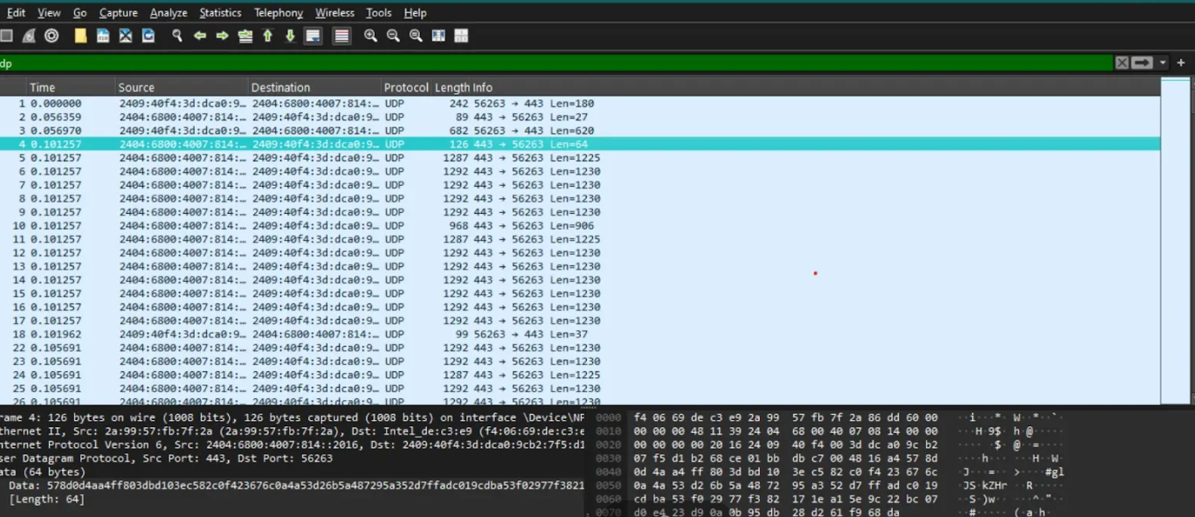 Edit View Go Capture Analyze Statistics Telephony Wireless Tools Help
dp
Time Source Destination Protocol Length Info
1 0.000000 2409:40f4:3d:dca0:9… 2404:6800:4007:814:… UDP 242 56263 → 443 Len=180
2 0.056359 2404:6800:4007:814:… 2409:40f4:3d:dca0:9… UDP 89 443 → 56263 Len=27
3 0.056970 2409:40f4:3d:dca0:9… 2404:6800:4007:814:… UDP 682 56263 → 443 Len=620
4 0.101257 2404:6800:4007:814:… 2409:40f4:3d:dca0:9… UDP 126 443 → 56263 Len=64
5 0.101257 2404:6800:4007:814:… 2409:40f4:3d:dca0:9… UDP 1287 443 → 56263 Len=1225
6 0.101257 2404:6800:4007:814:… 2409:40f4:3d:dca0:9… UDP 1292 443 → 56263 Len=1230
7 0.101257 2404:6800:4007:814:… 2409:40f4:3d:dca0:9… UDP 1292 443 → 56263 Len=1230
8 0.101257 2404:6800:4007:814:… 2409:40f4:3d:dca0:9… UDP 1292 443 → 56263 Len=1230
9 0.101257 2404:6800:4007:814:… 2409:40f4:3d:dca0:9… UDP 1292 443 → 56263 Len=1230
10 0.101257 2404:6800:4007:814:… 2409:40f4:3d:dca0:9… UDP 968 443 → 56263 Len=906
11 0.101257 2404:6800:4007:814:… 2409:40f4:3d:dca0:9… UDP 1287 443 → 56263 Len=1225
12 0.101257 2404:6800:4007:814:… 2409:40f4:3d:dca0:9… UDP 1292 443 → 56263 Len=1230
13 0.101257 2404:6800:4007:814:… 2409:40f4:3d:dca0:9… UDP 1292 443 → 56263 Len=1230
14 0.101257 2404:6800:4007:814:… 2409:40f4:3d:dca0:9… UDP 1292 443 → 56263 Len=1230
15 0.101257 2404:6800:4007:814:… 2409:40f4:3d:dca0:9… UDP 1292 443 → 56263 Len=1230
16 0.101257 2404:6800:4007:814:… 2409:40f4:3d:dca0:9… UDP 1292 443 → 56263 Len=1230
17 0.101257 2404:6800:4007:814:… 2409:40f4:3d:dca0:9… UDP 1292 443 → 56263 Len=1230
18 0.101962 2409:40f4:3d:dca0:9… 2404:6800:4007:814:… UDP 99 56263 → 443 Len=37
22 0.105691 2404:6800:4007:814:… 2409:40f4:3d:dca0:9… UDP 1292 443 → 56263 Len=1230
23 0.105691 2404:6800:4007:814:… 2409:40f4:3d:dca0:9… UDP 1292 443 → 56263 Len=1230
24 0.105691 2404:6800:4007:814:… 2409:40f4:3d:dca0:9… UDP 1287 443 → 56263 Len=1225
25 0.105691 2404:6800:4007:814:… 2409:40f4:3d:dca0:9… UDP 1292 443 → 56263 Len=1230
26 0.105691 2404:6800:4007:814:… 2409:40f4:3d:dca0:9… UDP 1292 443 → 56263 Len=1230
rame 4: 126 bytes on wire (1008 bits), 126 bytes captured (1008 bits) on interface \Device\NP
thernet II, Src: 2a:99:57:fb:7f:2a (2a:99:57:fb:7f:2a), Dst: Intel_de:c3:e9 (f4:06:69:de:c3:e
nternet Protocol Version 6, Src: 2404:6800:4007:814::2016, Dst: 2409:40f4:3d:dca0:9cb2:7f5:d1
ser Datagram Protocol, Src Port: 443, Dst Port: 56263
ata (64 bytes)
Data: 578d0d4aa4ff803dbd103ec582c0f423676c0a4a53d26b5a487295a352d7ffadc019cdba53f02977f3821
[Length: 64]
0000 f4 06 69 de c3 e9 2a 99 57 fb 7f 2a 86 dd 60 00 ··i···*· W··*··`·
0010 00 00 00 48 11 39 24 04 68 00 40 07 08 14 00 00 ···H·9$· h·@·····
0020 00 00 00 00 20 16 24 09 40 f4 00 3d dc a0 9c b2 ···· ·$· @··=····
0030 07 f5 d1 b2 68 ce 01 bb db c7 00 48 16 a4 57 8d ····h··· ···H··W·
0040 0d 4a a4 ff 80 3d bd 10 3e c5 82 c0 f4 23 67 6c ·J···=·· >····#gl
0050 0a 4a 53 d2 6b 5a 48 72 95 a3 52 d7 ff ad c0 19 ·JS·kZHr ··R·····
0060 cd ba 53 f0 29 77 f3 82 17 1e a1 5e 9c 22 bc 07 ··S·)w·· ···^·"··
0070 d0 e4 23 d9 0a 0b 95 db 28 d2 61 f9 68 da ··#····· (·a·h·